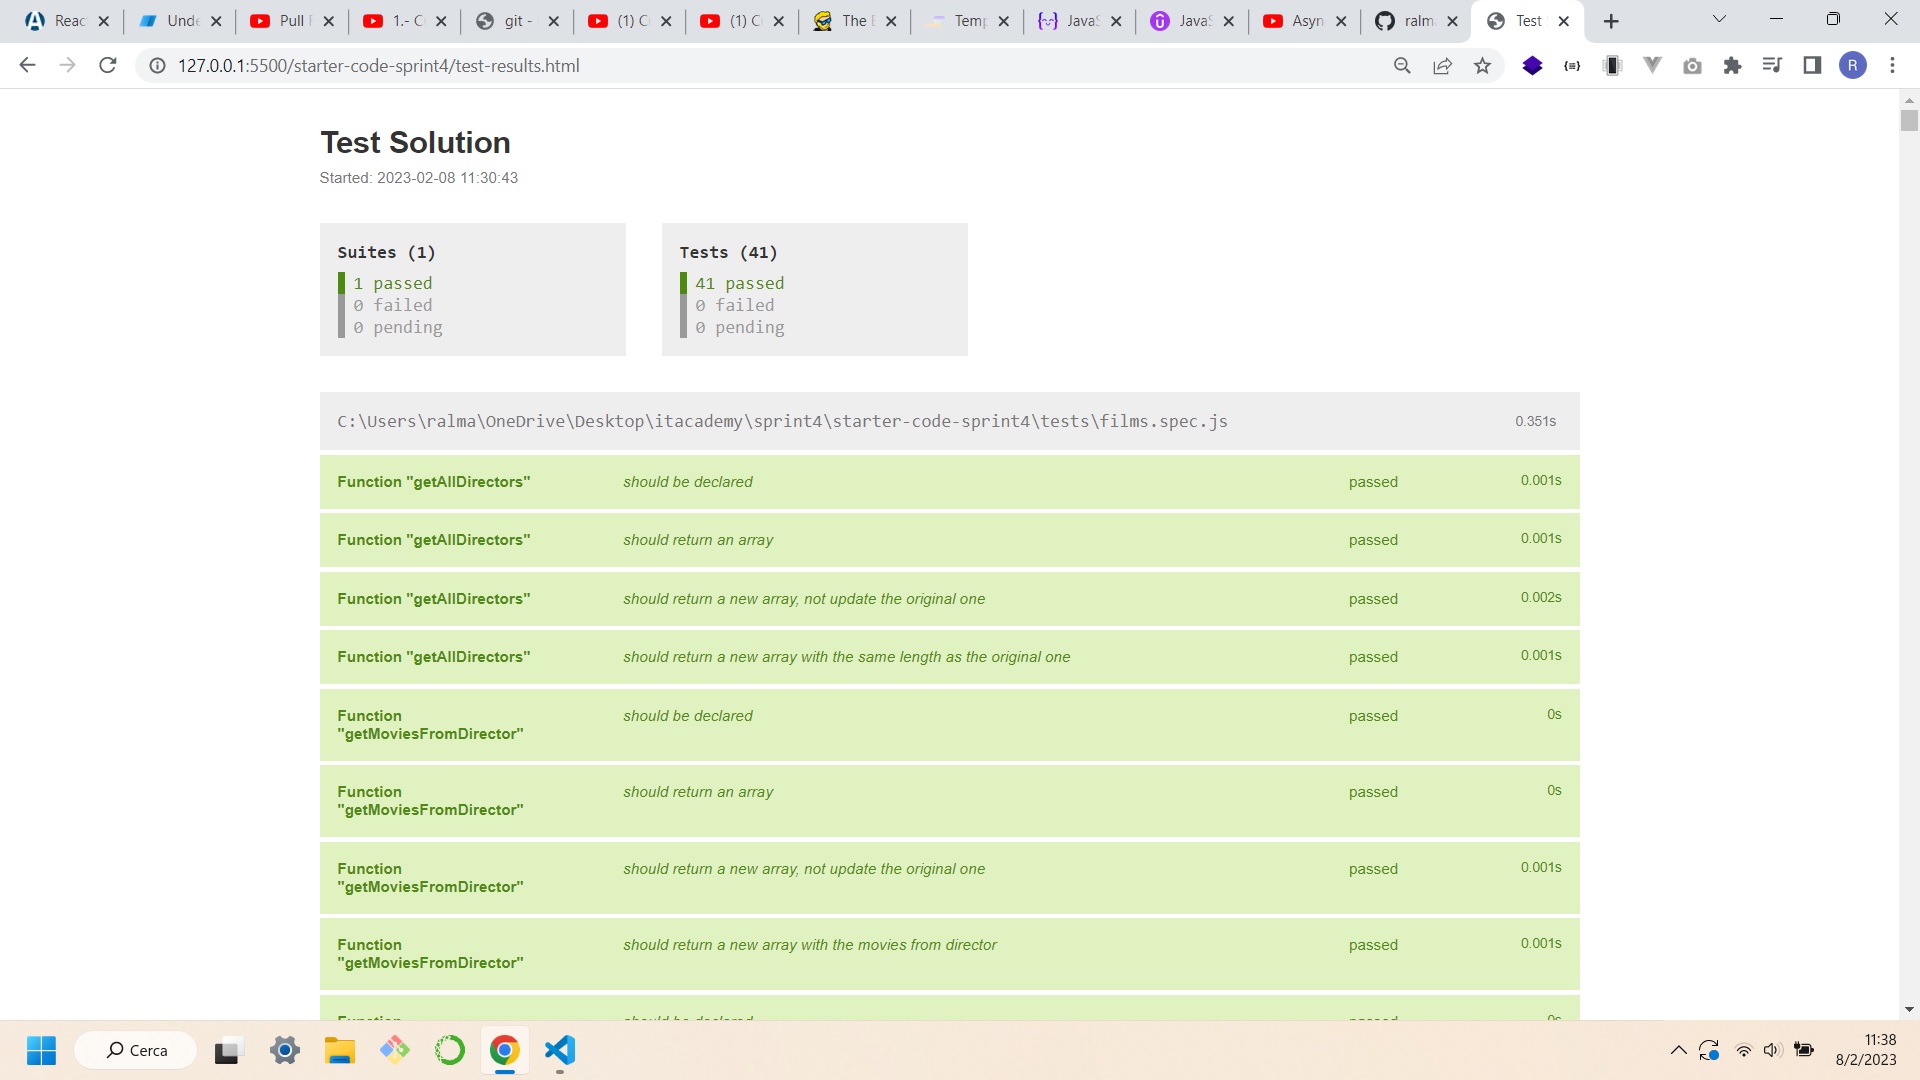 Reac
Unde
Pull
1.- C
git -
(1) C
(1) C
The
Temp
JavaS
JavaS
Asyn
ralm
Test
127.0.0.1:5500/starter-code-sprint4/test-results.html
R
Test Solution
Started: 2023-02-08 11:30:43
Suites (1)
1 passed
0 failed
0 pending
Tests (41)
41 passed
0 failed
0 pending
C:\Users\ralma\OneDrive\Desktop\itacademy\sprint4\starter-code-sprint4\tests\films.spec.js 0.351s
Function "getAllDirectors" should be declared passed 0.001s
Function "getAllDirectors" should return an array passed 0.001s
Function "getAllDirectors" should return a new array, not update the original one passed 0.002s
Function "getAllDirectors" should return a new array with the same length as the original one passed 0.001s
Function should be declared passed 0s
"getMoviesFromDirector"
Function should return an array passed 0s
"getMoviesFromDirector"
Function should return a new array, not update the original one passed 0.001s
"getMoviesFromDirector"
Function should return a new array with the movies from director passed 0.001s
"getMoviesFromDirector"
Function should be declared passed 0s
Cerca
11:38
8/2/2023